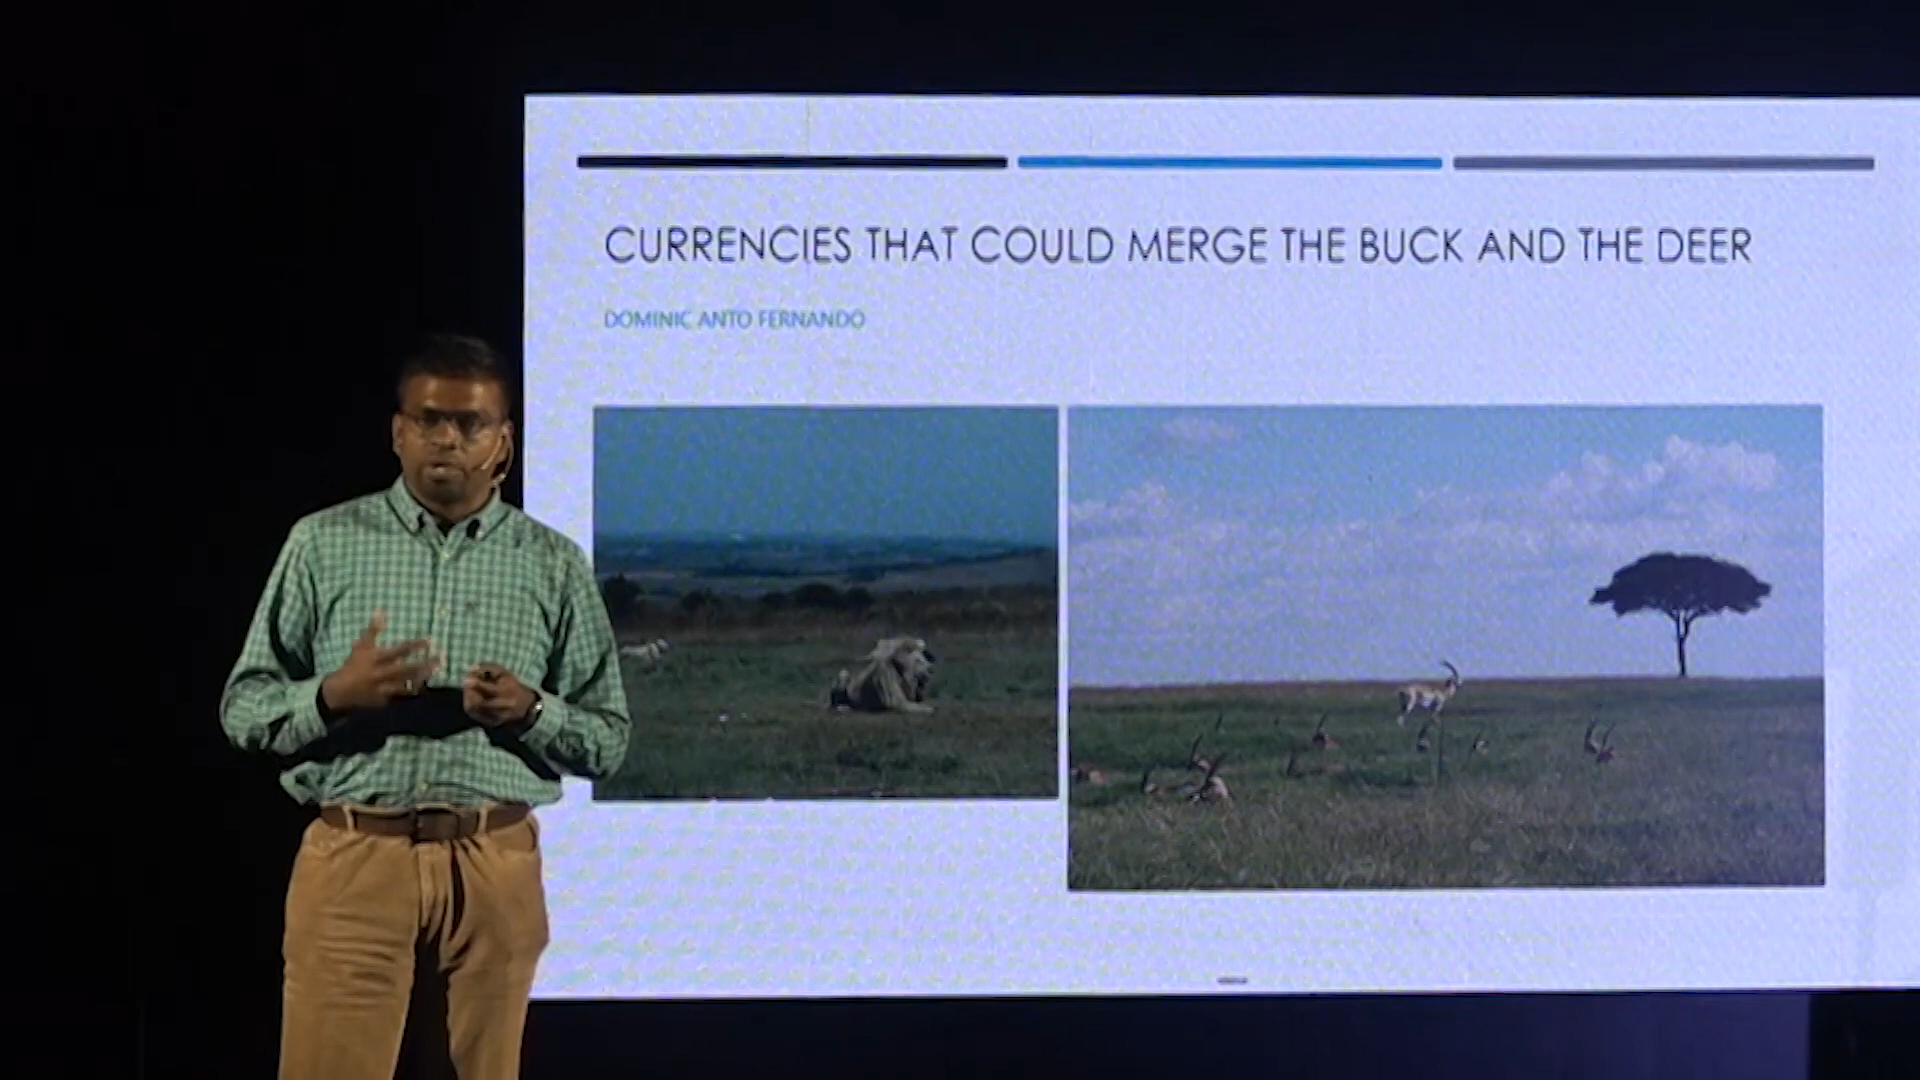 CURRENCIES THAT COULD MERGE THE BUCK AND THE DEER
DOMINIC ANTO FERNANDO